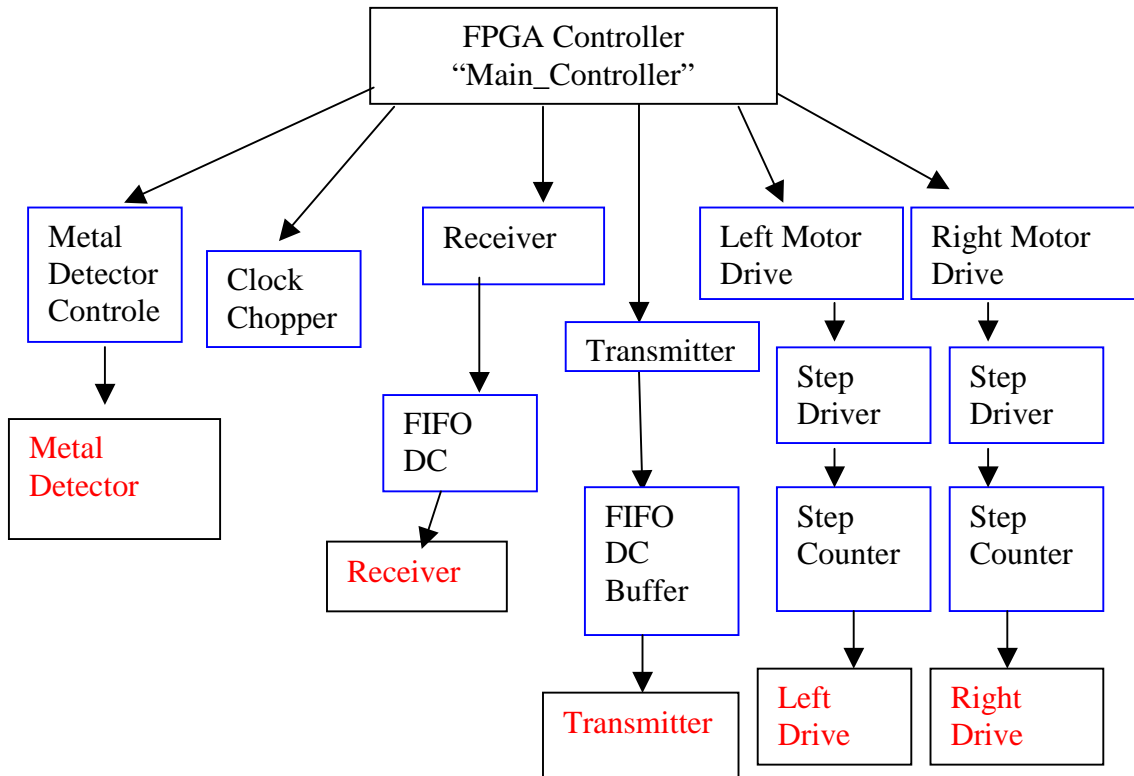 FPGA Controller
“Main_Controller”
Metal
Detector
Controle
Clock
Chopper
Receiver
Transmitter
Left Motor
Drive
Right Motor
Drive
Metal
Detector
FIFO
DC
Receiver
FIFO
DC
Buffer
Transmitter
Step
Driver
Step
Driver
Step
Counter
Step
Counter
Left
Drive
Right
Drive